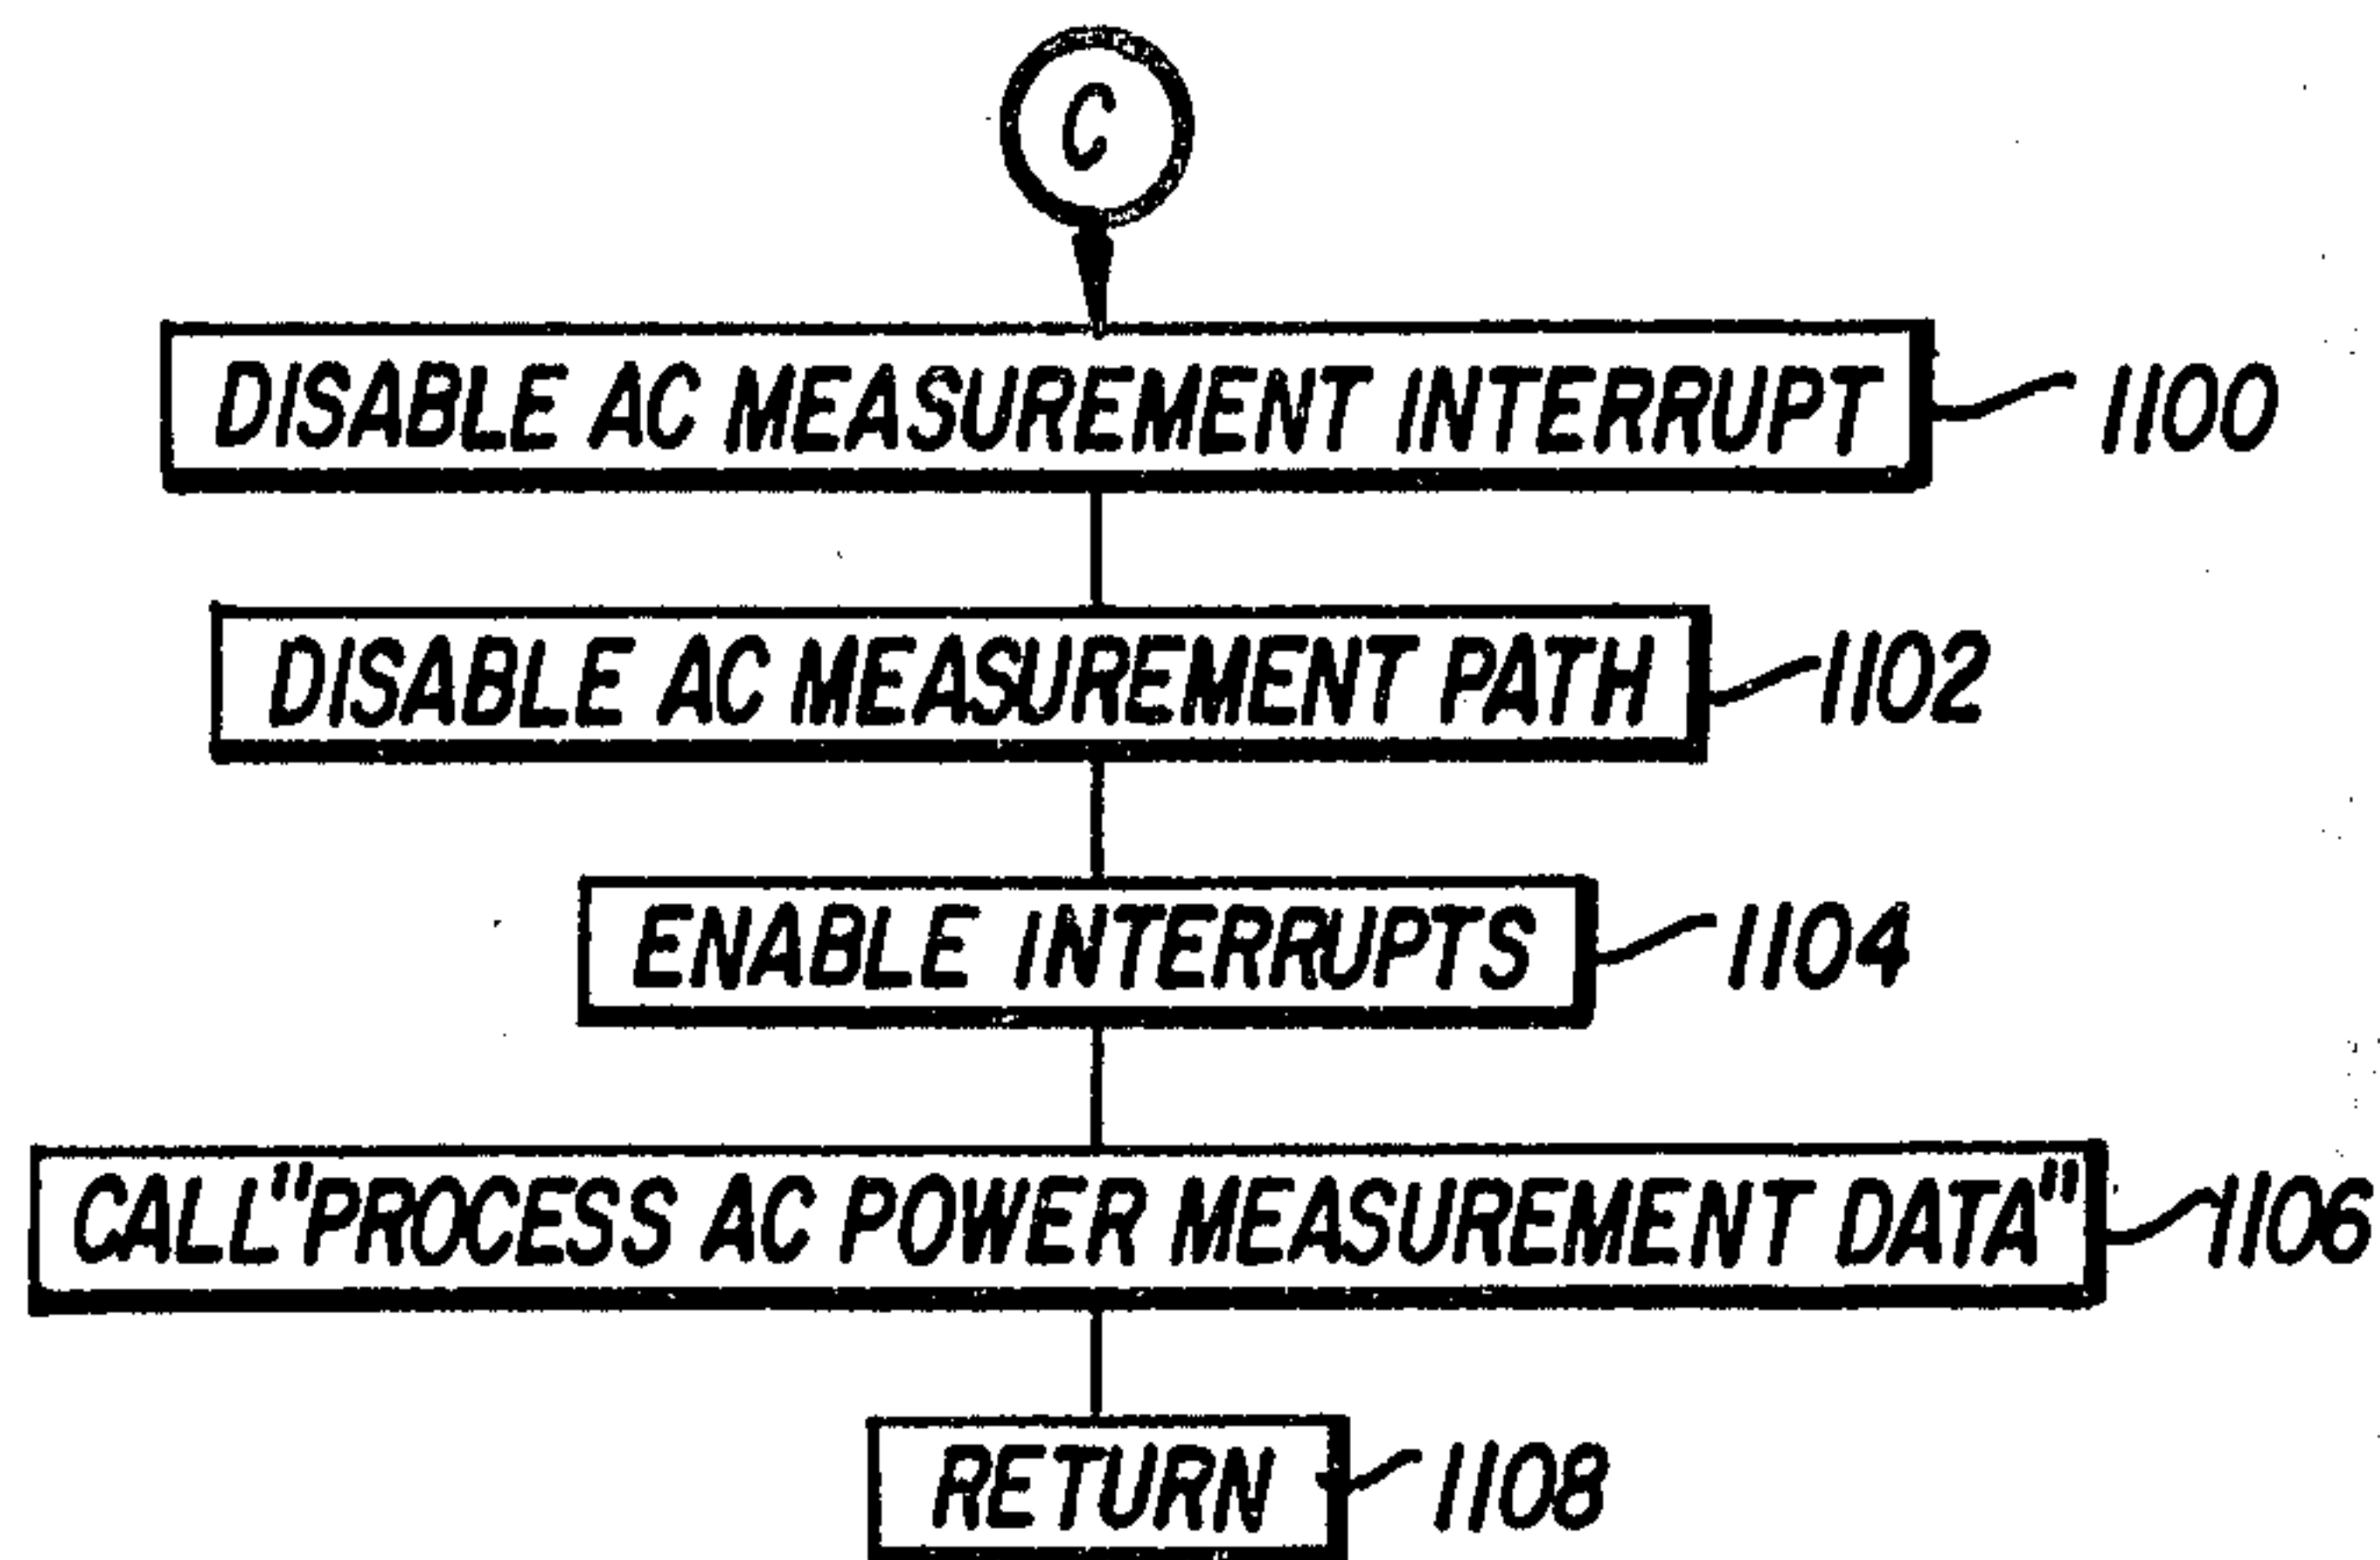 C
DISABLE AC MEASUREMENT INTERRUPT 1100
DISABLE AC MEASUREMENT PATH 1102
ENABLE INTERRUPTS 1104
CALL "PROCESS AC POWER MEASUREMENT DATA" 1106
RETURN 1108